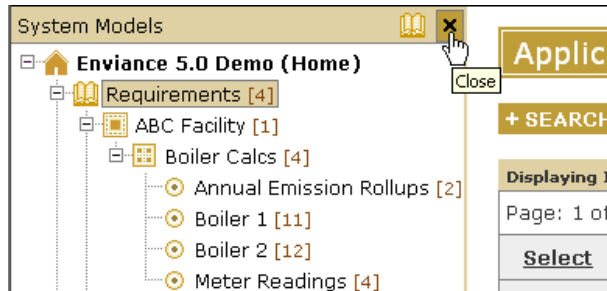 System Models
Enviance 5.0 Demo (Home)
Close
Requirements [4]
ABC Facility [1]
Boiler Calcs [4]
Annual Emission Rollups [2]
Boiler 1 [11]
Boiler 2 [12]
Meter Readings [4]
Applic
+ SEARCH
Displaying
Page: 1 of
Select